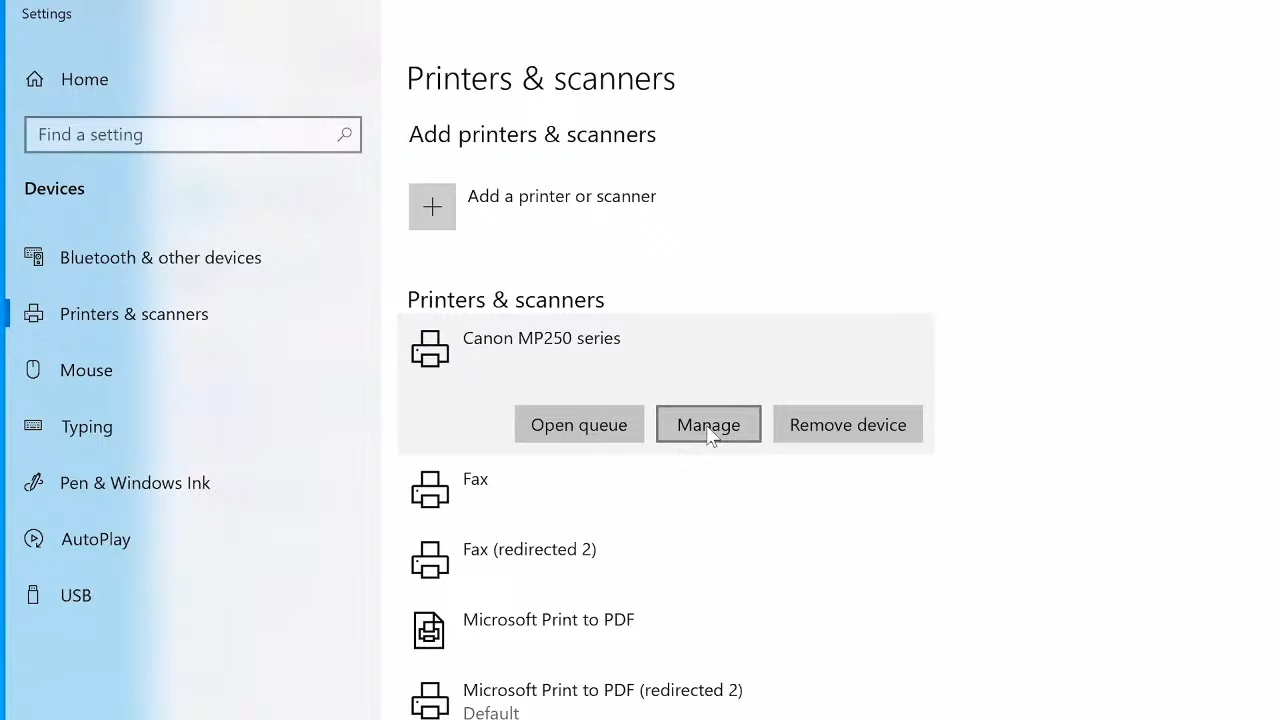 Settings
Home
Find a setting
Devices
Bluetooth & other devices
Printers & scanners
Mouse
Typing
Pen & Windows Ink
AutoPlay
USB
Printers & scanners
Add printers & scanners
Add a printer or scanner
Printers & scanners
Canon MP250 series
Open queue Manage Remove device
Fax
Fax (redirected 2)
Microsoft Print to PDF
Microsoft Print to PDF (redirected 2)
Default